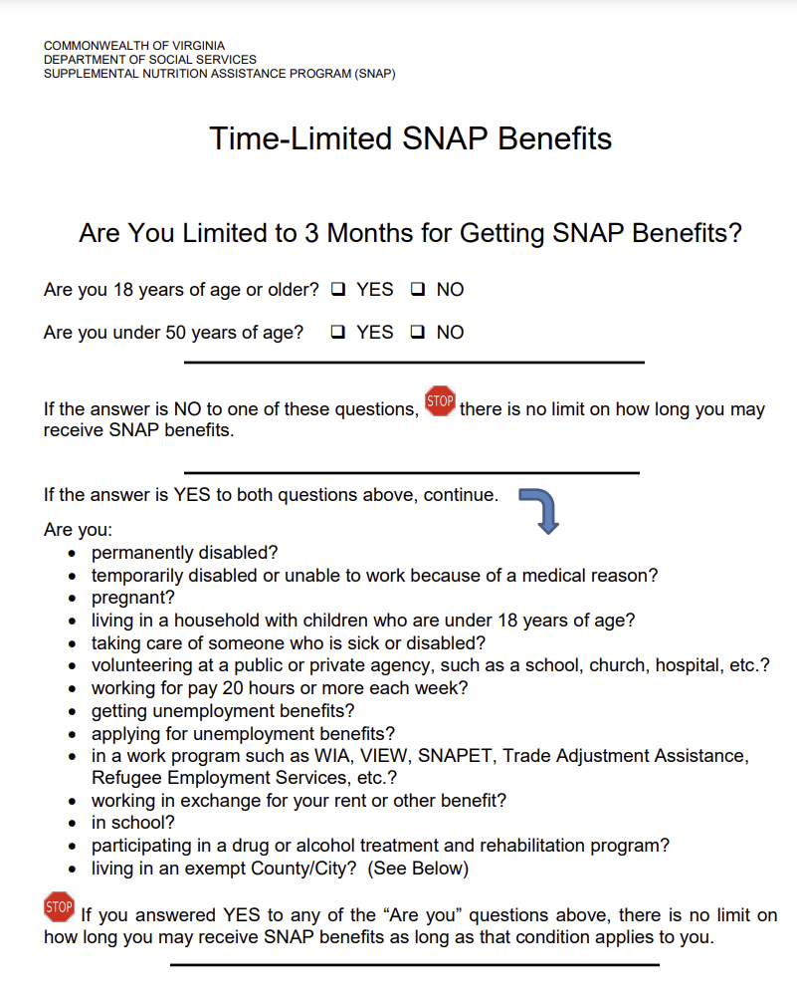 COMMONWEALTH OF VIRGINIA
DEPARTMENT OF SOCIAL SERVICES
SUPPLEMENTAL NUTRITION ASSISTANCE PROGRAM (SNAP)
Time-Limited SNAP Benefits
Are You Limited to 3 Months for Getting SNAP Benefits?
Are you 18 years of age or older? ❑ YES ❑ NO
Are you under 50 years of age? ❑ YES ❑ NO
If the answer is NO to one of these questions, STOP there is no limit on how long you may
receive SNAP benefits.
If the answer is YES to both questions above, continue.
Are you:
• permanently disabled?
• temporarily disabled or unable to work because of a medical reason?
• pregnant?
• living in a household with children who are under 18 years of age?
• taking care of someone who is sick or disabled?
• volunteering at a public or private agency, such as a school, church, hospital, etc.?
• working for pay 20 hours or more each week?
• getting unemployment benefits?
• applying for unemployment benefits?
• in a work program such as WIA, VIEW, SNAPET, Trade Adjustment Assistance,
Refugee Employment Services, etc.?
• working in exchange for your rent or other benefit?
• in school?
• participating in a drug or alcohol treatment and rehabilitation program?
• living in an exempt County/City? (See Below)
STOP If you answered YES to any of the “Are you” questions above, there is no limit on
how long you may receive SNAP benefits as long as that condition applies to you.